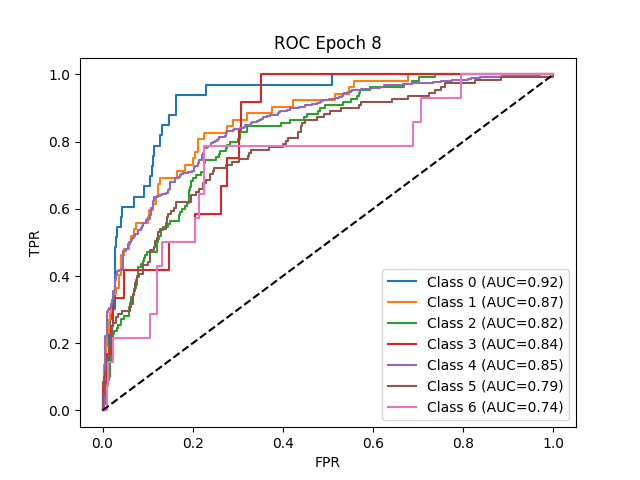 ROC Epoch 8
TPR
1.0
0.8
0.6
0.4
0.2
0.0
Class 0 (AUC=0.92)
Class 1 (AUC=0.87)
Class 2 (AUC=0.82)
Class 3 (AUC=0.84)
Class 4 (AUC=0.85)
Class 5 (AUC=0.79)
Class 6 (AUC=0.74)
0.0 0.2 0.4 0.6 0.8 1.0
FPR